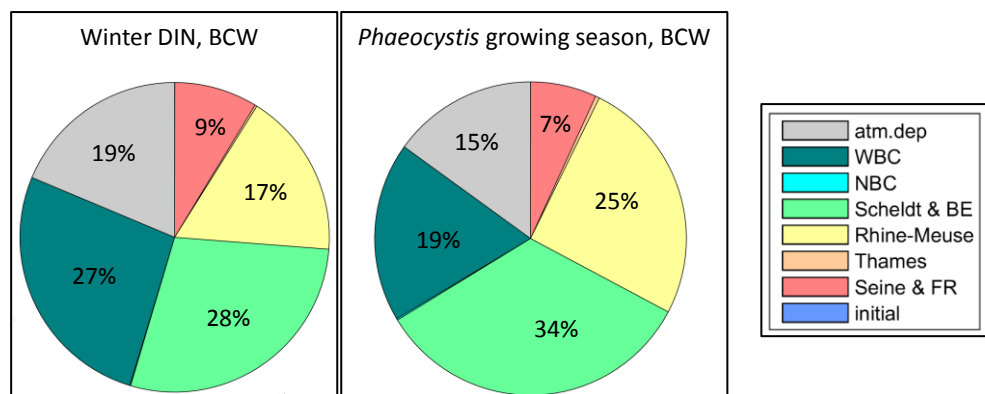 Winter DIN, BCW
9%
17%
28%
27%
19%
Phaeocystis growing season, BCW
7%
25%
34%
19%
15%
atm.dep
WBC
NBC
Scheldt & BE
Rhine-Meuse
Thames
Seine & FR
initial